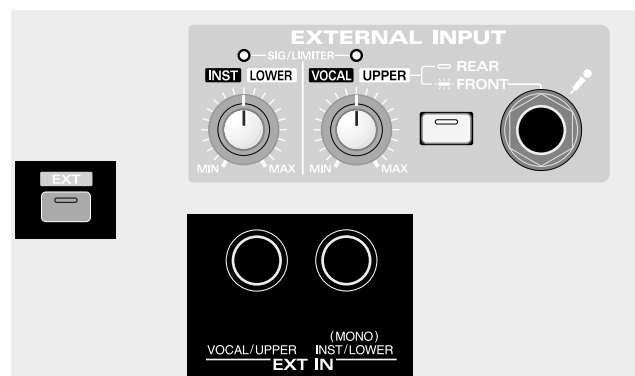 EXTERNAL INPUT
SIG/LIMITER
INST LOWER VOCAL UPPER
REAR
FRONT
MIN MAX MIN MAX
EXT
(MONO)
VOCAL/UPPER INST/LOWER
EXT IN